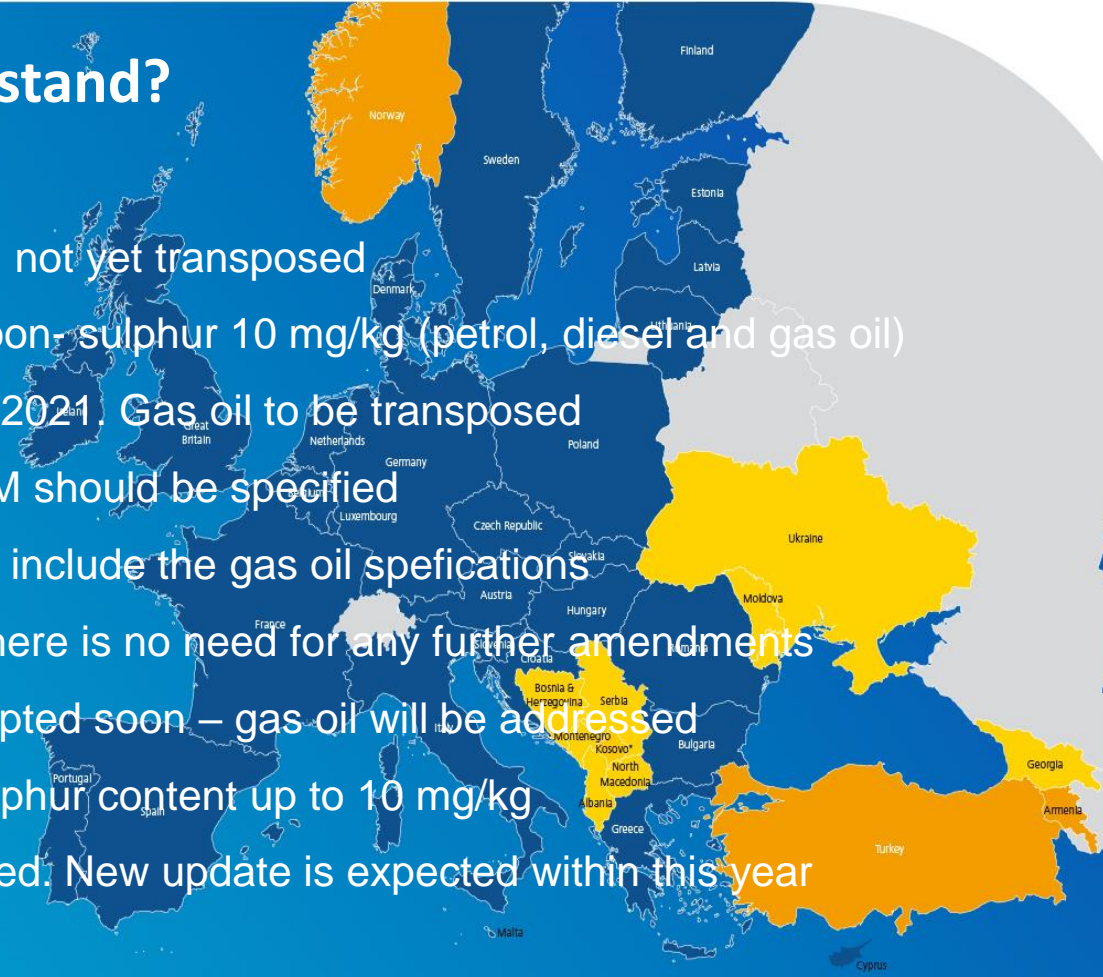 Finland
stand?
Norway
Sweden
Estonia
not yet transposed
Latvia
Denmark
oon- sulphur 10 mg/kg (petrol, diesel and gas oil)
Lithuania
2021. Gas oil to be transposed
Ireland
Great
Britain
Netherlands
Poland
Germany
M should be specified
Belgium
Luxembourg
Czech Republic
Ukraine
include the gas oil spefications
Slovakia
Austria
Moldova
Hungary
France
here is no need for any further amendments
Slovenia
Romania
Croatia
Bosnia &
Herzegovina
Serbia
pted soon – gas oil will be addressed
Italy
Montenegro
Bulgaria
Kosovo*
North
Macedonia
Georgia
Portugal
Spain
phur content up to 10 mg/kg
Albania
Armenia
Greece
Turkey
ed. New update is expected within this year
Malta
Cyprus